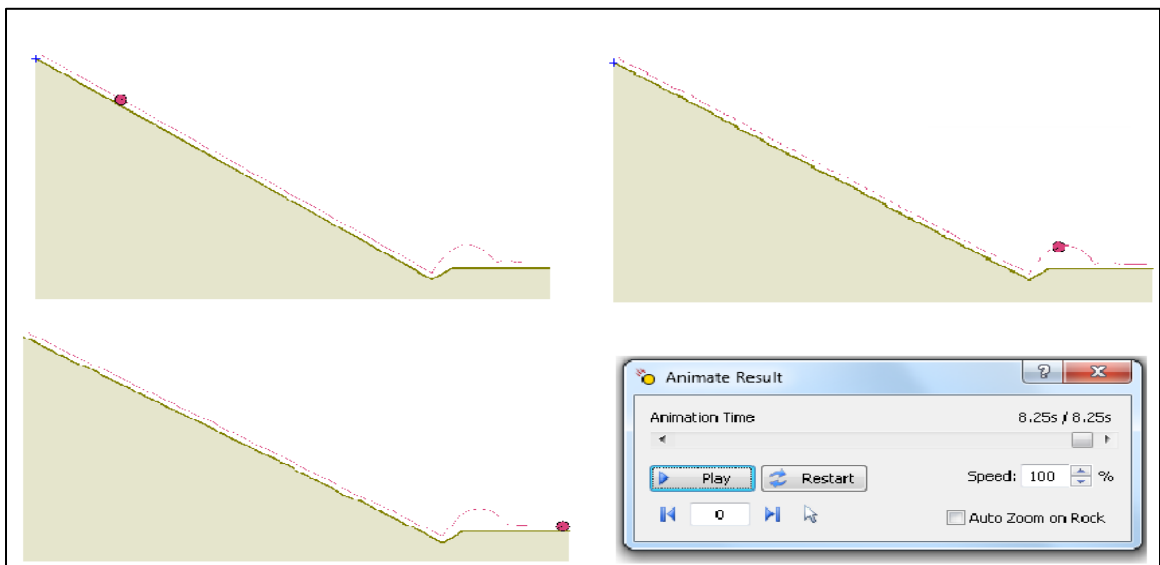 Animate Result
Animation Time 8.25s / 8.25s
Play Restart Speed: 100 %
0 Auto Zoom on Rock